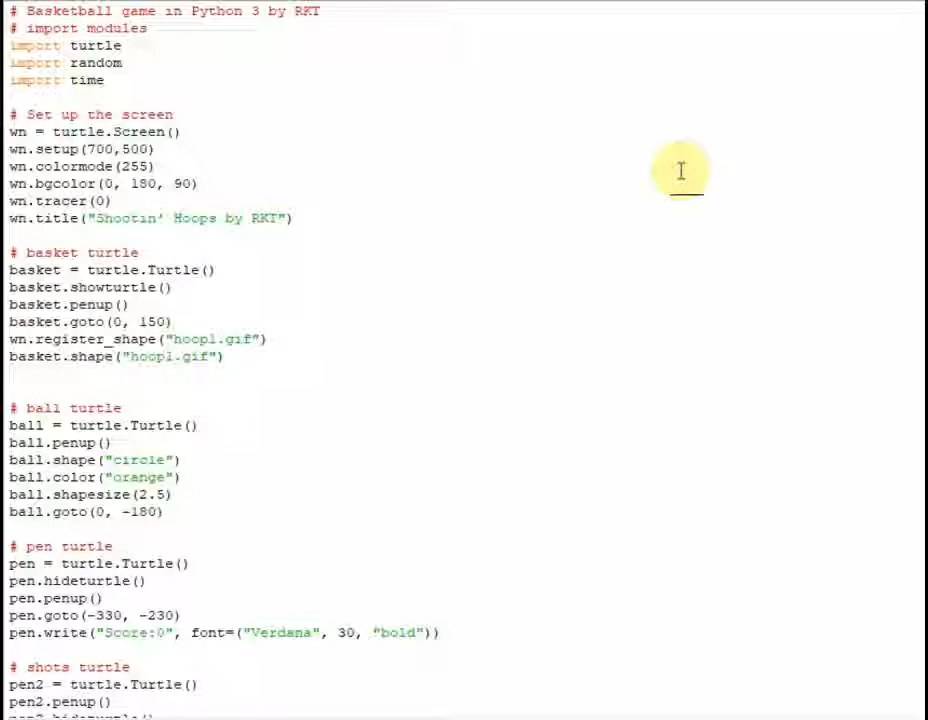 # Basketball game in Python 3 by RKT
# import modules
import turtle
import random
import time
# Set up the screen
wn = turtle.Screen()
wn.setup(700,500)
wn.colormode(255)
wn.bgcolor(0, 180, 90)
wn.tracer(0)
wn.title("Shootin' Hoops by RKT")
# basket turtle
basket = turtle.Turtle()
basket.showturtle()
basket.penup()
basket.goto(0, 150)
wn.register_shape("hoop1.gif")
basket.shape("hoop1.gif")
# ball turtle
ball = turtle.Turtle()
ball.penup()
ball.shape("circle")
ball.color("orange")
ball.shapesize(2.5)
ball.goto(0, -180)
# pen turtle
pen = turtle.Turtle()
pen.hideturtle()
pen.penup()
pen.goto(-330, -230)
pen.write("Score:0", font=("Verdana", 30, "bold"))
# shots turtle
pen2 = turtle.Turtle()
pen2.penup()
pen2.hideturtle()